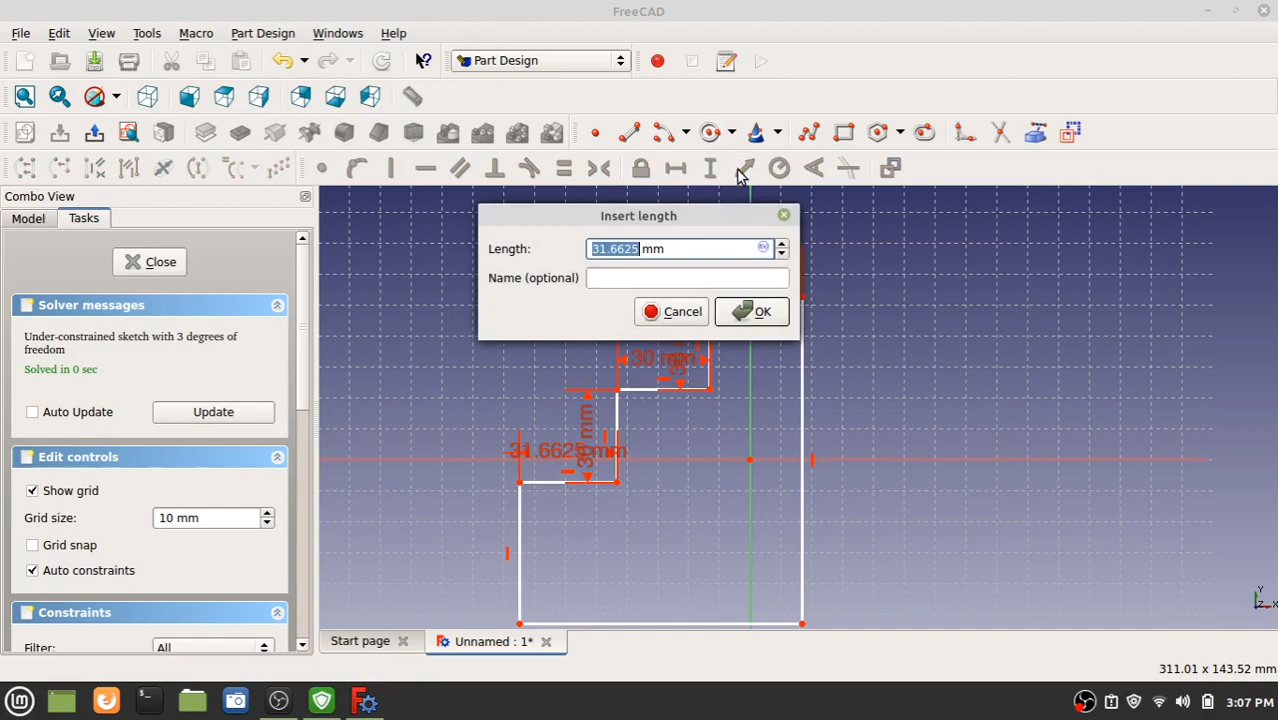 FreeCAD
File Edit View Tools Macro Part Design Windows Help
Part Design
Combo View
Model Tasks
Close
Solver messages
Under-constrained sketch with 3 degrees of
freedom
Solved in 0 sec
Auto Update Update
Edit controls
Show grid
Grid size: 10 mm
Grid snap
Auto constraints
Constraints
Filter: All
Insert length
Length: 31.6625 mm
Name (optional)
Cancel OK
30 mm
31.6625 mm
Y
Z X
Start page Unnamed : 1*
311.01 x 143.52 mm
3:07 PM